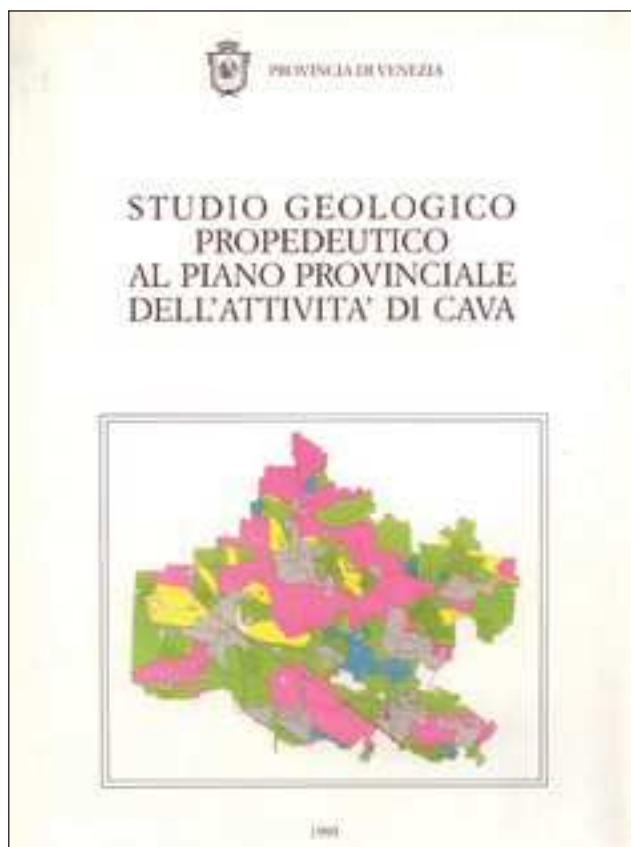 PROVINCIA DI VENEZIA
STUDIO GEOLOGICO
PROPEDEUTICO
AL PIANO PROVINCIALE
DELL'ATTIVITA' DI CAVA